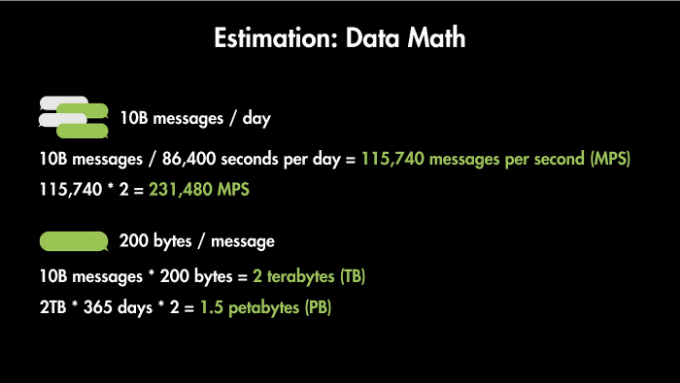 Estimation: Data Math
10B messages / day
10B messages / 86,400 seconds per day = 115,740 messages per second (MPS)
115,740 * 2 = 231,480 MPS
200 bytes / message
10B messages * 200 bytes = 2 terabytes (TB)
2TB * 365 days * 2 = 1.5 petabytes (PB)